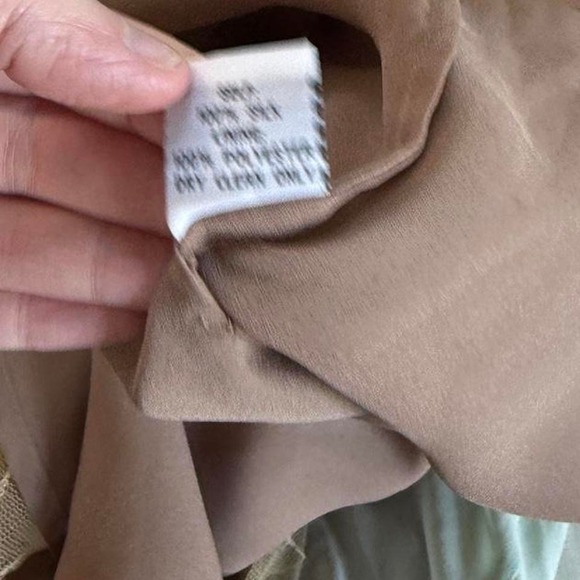 100% SILK
LINING
100% POLYESTER
DRY CLEAN ONLY